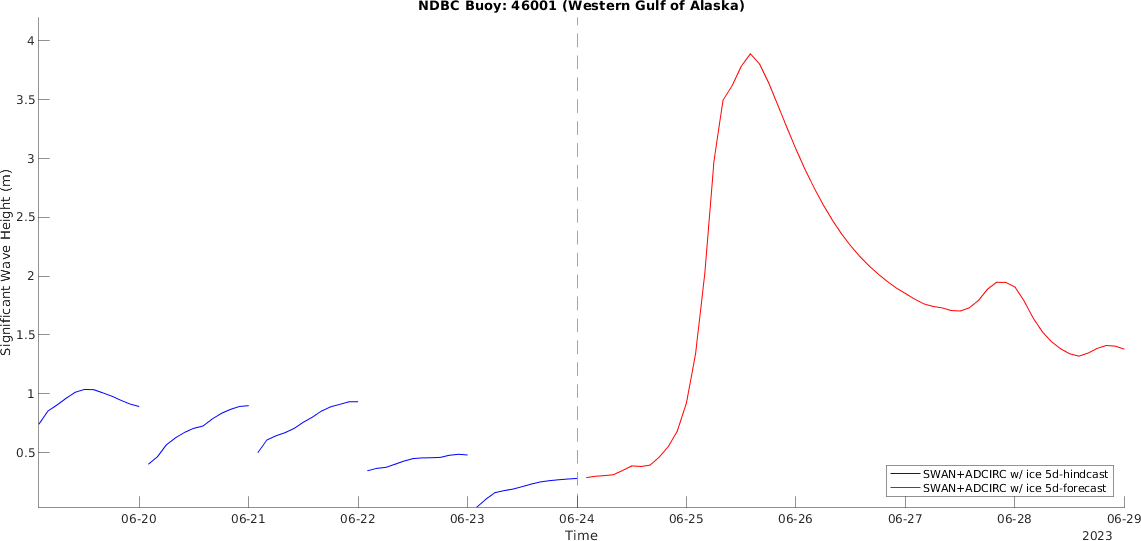 NDBC Buoy: 46001 (Western Gulf of Alaska)
Significant Wave Height (m)
4
3.5
3
2.5
2
1.5
1
0.5
SWAN+ADCIRC w/ ice 5d-hindcast
SWAN+ADCIRC w/ ice 5d-forecast
06-20 06-21 06-22 06-23 06-24 06-25 06-26 06-27 06-28 06-29
Time
2023